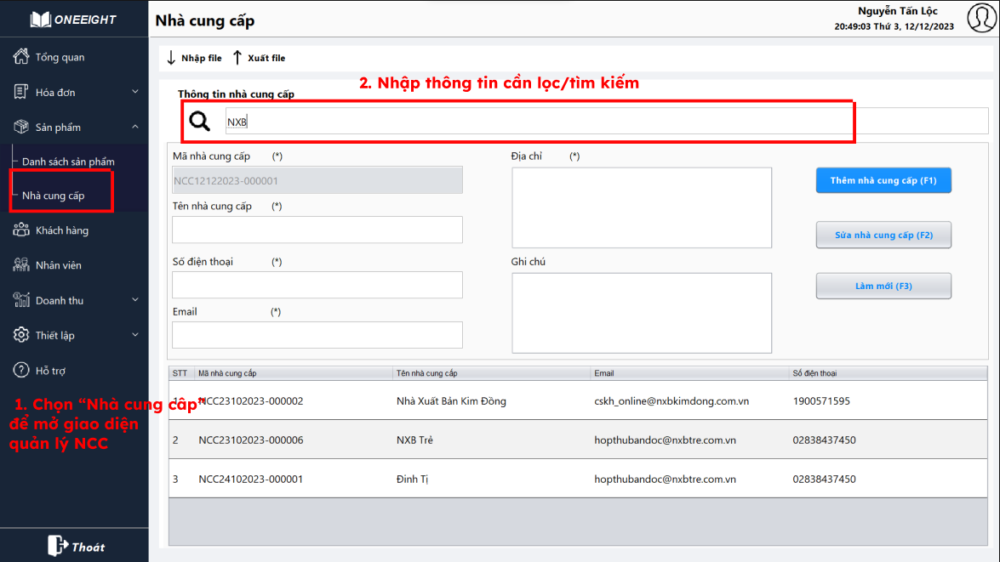 ONEEIGHT
Nhà cung cấp
Nguyễn Tấn Lộc
20:49:03 Thứ 3, 12/12/2023
Tổng quan
Hóa đơn
Sản phẩm
Danh sách sản phẩm
Nhà cung cấp
Khách hàng
Nhân viên
Doanh thu
Thiết lập
Hỗ trợ
1. Chọn “Nhà cung câp”
để mở giao diện
quản lý NCC
Thoát
Nhập file Xuất file
2. Nhập thông tin cần lọc/tìm kiếm
Thông tin nhà cung cấp
NXB
Mã nhà cung cấp (*)
NCC12122023-000001
Tên nhà cung cấp (*)
Số điện thoại (*)
Email (*)
Địa chỉ (*)
Ghi chú
Thêm nhà cung cấp (F1)
Sửa nhà cung cấp (F2)
Làm mới (F3)
STT Mã nhà cung cấp Tên nhà cung cấp Email Số điện thoại
1 NCC23102023-000002 Nhà Xuất Bản Kim Đồng cskh_online@nxbkimdong.com.vn 1900571595
2 NCC23102023-000006 NXB Trẻ hopthubandoc@nxbtre.com.vn 02838437450
3 NCC24102023-000001 Đinh Tị hopthubandoc@nxbtre.com.vn 02838437450